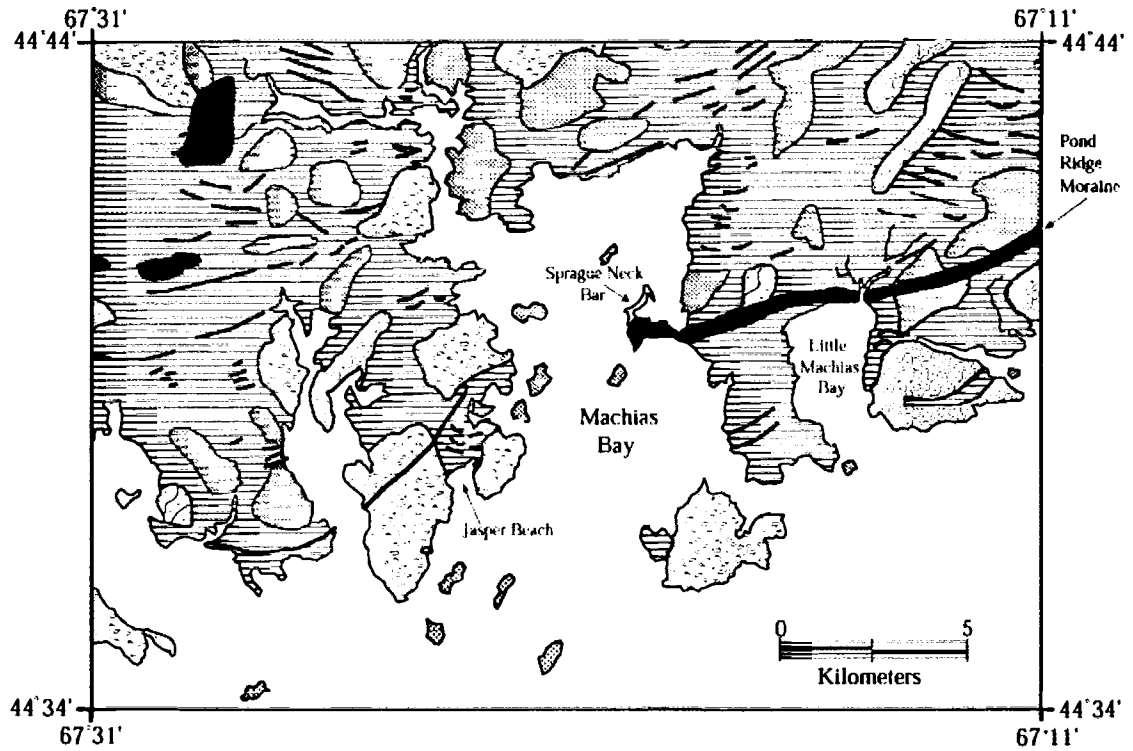 67°31'
67°11'
44°44'
44°44'
Pond
Ridge
Moraine
Sprague Neck
Bar
Little
Machias
Bay
Machias
Bay
Jasper Beach
0 5
Kilometers
44°34'
44°34'
67°31'
67°11'